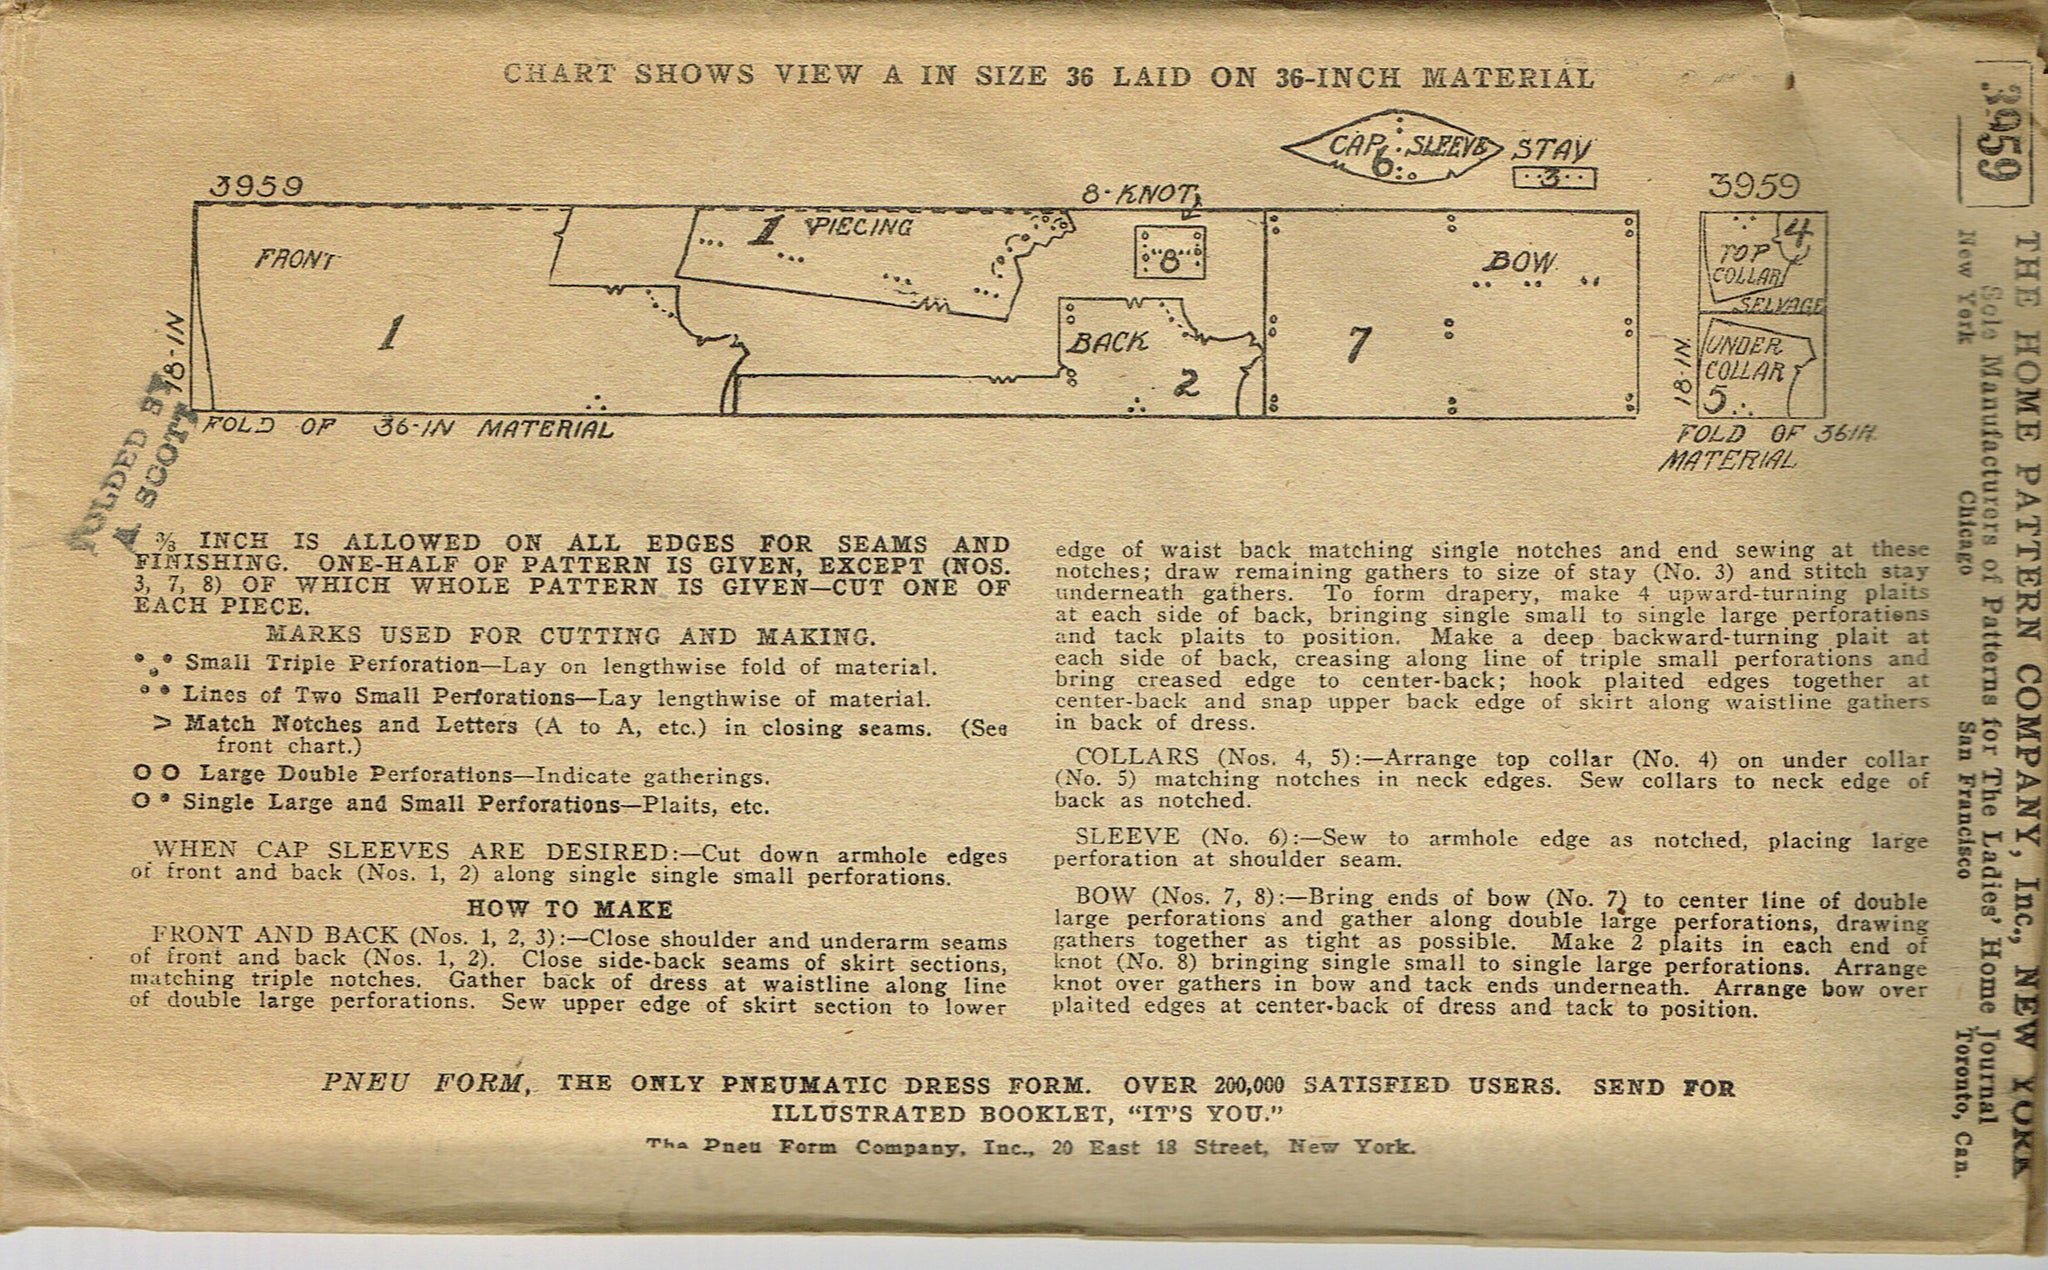 CHART SHOWS VIEW A IN SIZE 36 LAID ON 36-INCH MATERIAL
CAP SLEEVE
6
STAY
3
3959
8-KNOT
3959
FRONT
1
1 PIECING
8
BACK
2
BOW
7
4
TOP
COLLAR
SELVAGE
UNDER
COLLAR
5
18-IN
18-IN.
FOLD OF 36-IN MATERIAL
FOLD OF 36 IN.
MATERIAL
FOLDED BY
A SCOTT
⅜ INCH IS ALLOWED ON ALL EDGES FOR SEAMS AND
FINISHING. ONE-HALF OF PATTERN IS GIVEN, EXCEPT (NOS.
3, 7, 8) OF WHICH WHOLE PATTERN IS GIVEN—CUT ONE OF
EACH PIECE.
MARKS USED FOR CUTTING AND MAKING.
Small Triple Perforation—Lay on lengthwise fold of material.
Lines of Two Small Perforations—Lay lengthwise of material.
> Match Notches and Letters (A to A, etc.) in closing seams. (See
front chart.)
O O Large Double Perforations—Indicate gatherings.
O • Single Large and Small Perforations—Plaits, etc.
WHEN CAP SLEEVES ARE DESIRED:—Cut down armhole edges
of front and back (Nos. 1, 2) along single single small perforations.
HOW TO MAKE
FRONT AND BACK (Nos. 1, 2, 3):—Close shoulder and underarm seams
of front and back (Nos. 1, 2). Close side-back seams of skirt sections,
matching triple notches. Gather back of dress at waistline along line
of double large perforations. Sew upper edge of skirt section to lower
edge of waist back matching single notches and end sewing at these
notches; draw remaining gathers to size of stay (No. 3) and stitch stay
underneath gathers. To form drapery, make 4 upward-turning plaits
at each side of back, bringing single small to single large perforations
and tack plaits to position. Make a deep backward-turning plait at
each side of back, creasing along line of triple small perforations and
bring creased edge to center-back; hook plaited edges together at
center-back and snap upper back edge of skirt along waistline gathers
in back of dress.
COLLARS (Nos. 4, 5):—Arrange top collar (No. 4) on under collar
(No. 5) matching notches in neck edges. Sew collars to neck edge of
back as notched.
SLEEVE (No. 6):—Sew to armhole edge as notched, placing large
perforation at shoulder seam.
BOW (Nos. 7, 8):—Bring ends of bow (No. 7) to center line of double
large perforations and gather along double large perforations, drawing
gathers together as tight as possible. Make 2 plaits in each end of
knot (No. 8) bringing single small to single large perforations. Arrange
knot over gathers in bow and tack ends underneath. Arrange bow over
plaited edges at center-back of dress and tack to position.
PNEU FORM, THE ONLY PNEUMATIC DRESS FORM. OVER 200,000 SATISFIED USERS. SEND FOR
ILLUSTRATED BOOKLET, “IT'S YOU.”
The Pneu Form Company, Inc., 20 East 18 Street, New York.
3959
THE HOME PATTERN COMPANY, Inc., NEW YORK
Sole Manufacturers of Patterns for The Ladies' Home Journal
New York Chicago San Francisco Toronto, Can.